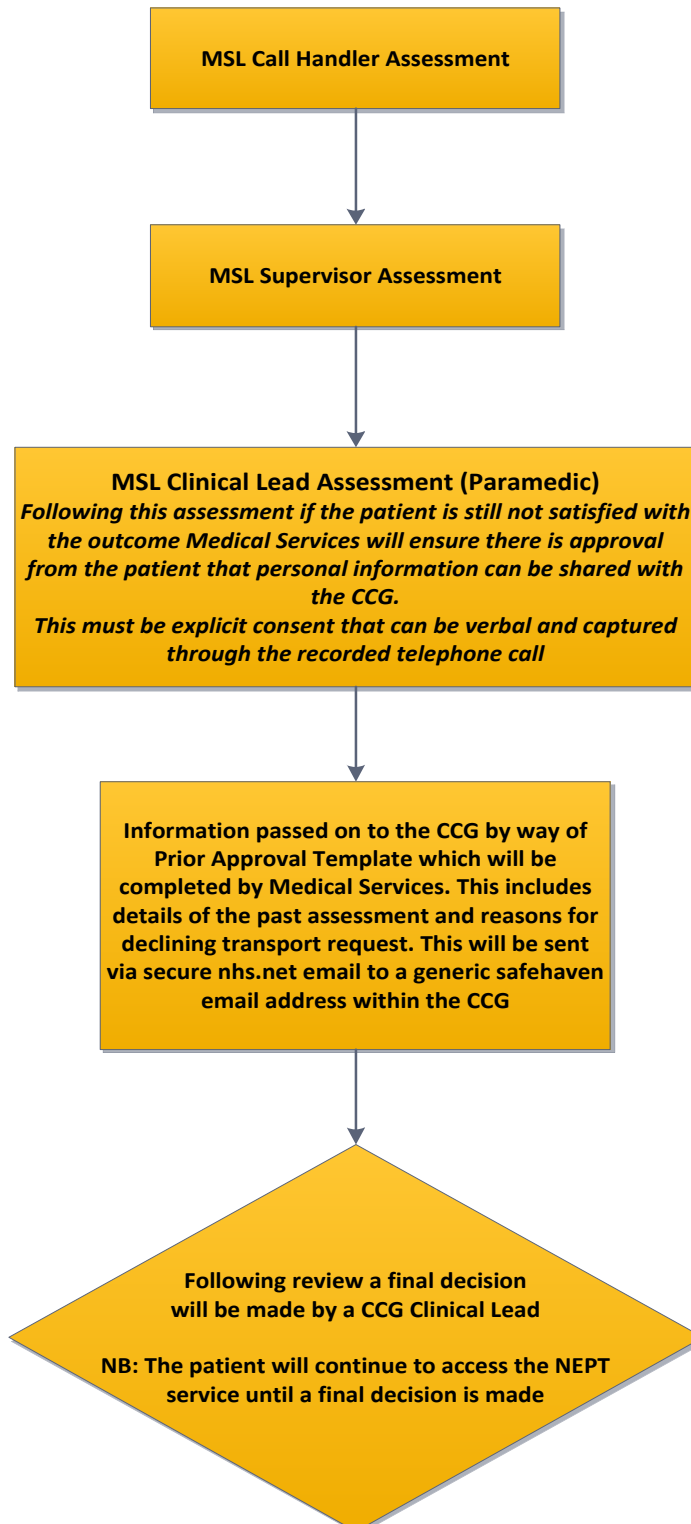 MSL Call Handler Assessment
MSL Supervisor Assessment
MSL Clinical Lead Assessment (Paramedic)
Following this assessment if the patient is still not satisfied with
the outcome Medical Services will ensure there is approval
from the patient that personal information can be shared with
the CCG.
This must be explicit consent that can be verbal and captured
through the recorded telephone call
Information passed on to the CCG by way of
Prior Approval Template which will be
completed by Medical Services. This includes
details of the past assessment and reasons for
declining transport request. This will be sent
via secure nhs.net email to a generic safehaven
email address within the CCG
Following review a final decision
will be made by a CCG Clinical Lead
NB: The patient will continue to access the NEPT
service until a final decision is made